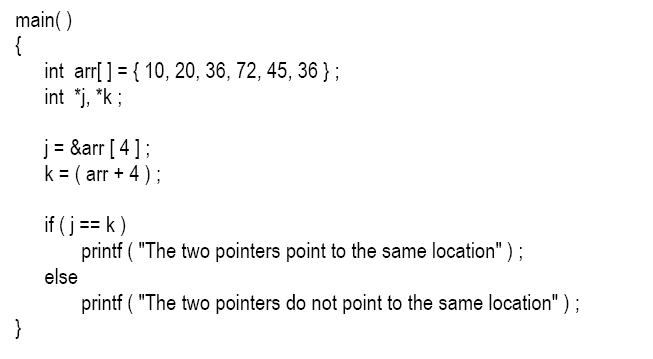 main( )
{
int arr[ ] = { 10, 20, 36, 72, 45, 36 } ;
int *j, *k ;
j = &arr [ 4 ] ;
k = ( arr + 4 ) ;
if ( j == k )
printf ( "The two pointers point to the same location" ) ;
else
printf ( "The two pointers do not point to the same location" ) ;
}